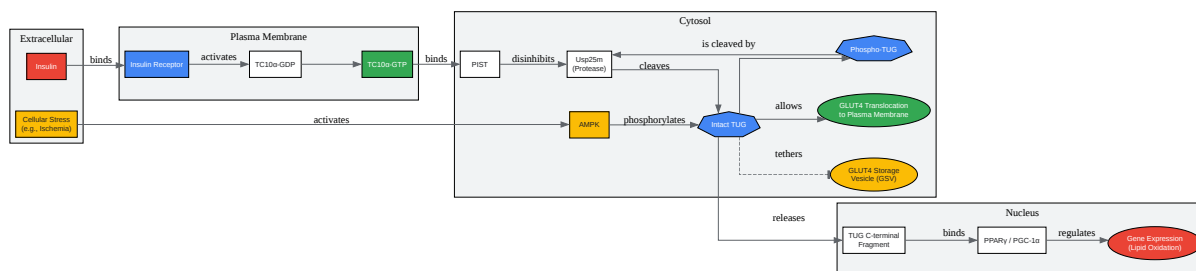 Extracellular
Insulin
Cellular Stress
(e.g., Ischemia)
binds
Plasma Membrane
Insulin Receptor
activates
TC10α-GDP
TC10α-GTP
binds
activates
Cytosol
PIST
disinhibits
Usp25m
(Protease)
is cleaved by
cleaves
Phospho-TUG
AMPK
phosphorylates
Intact TUG
allows
GLUT4 Translocation
to Plasma Membrane
tethers
GLUT4 Storage
Vesicle (GSV)
releases
Nucleus
TUG C-terminal
Fragment
binds
PPARγ / PGC-1α
regulates
Gene Expression
(Lipid Oxidation)